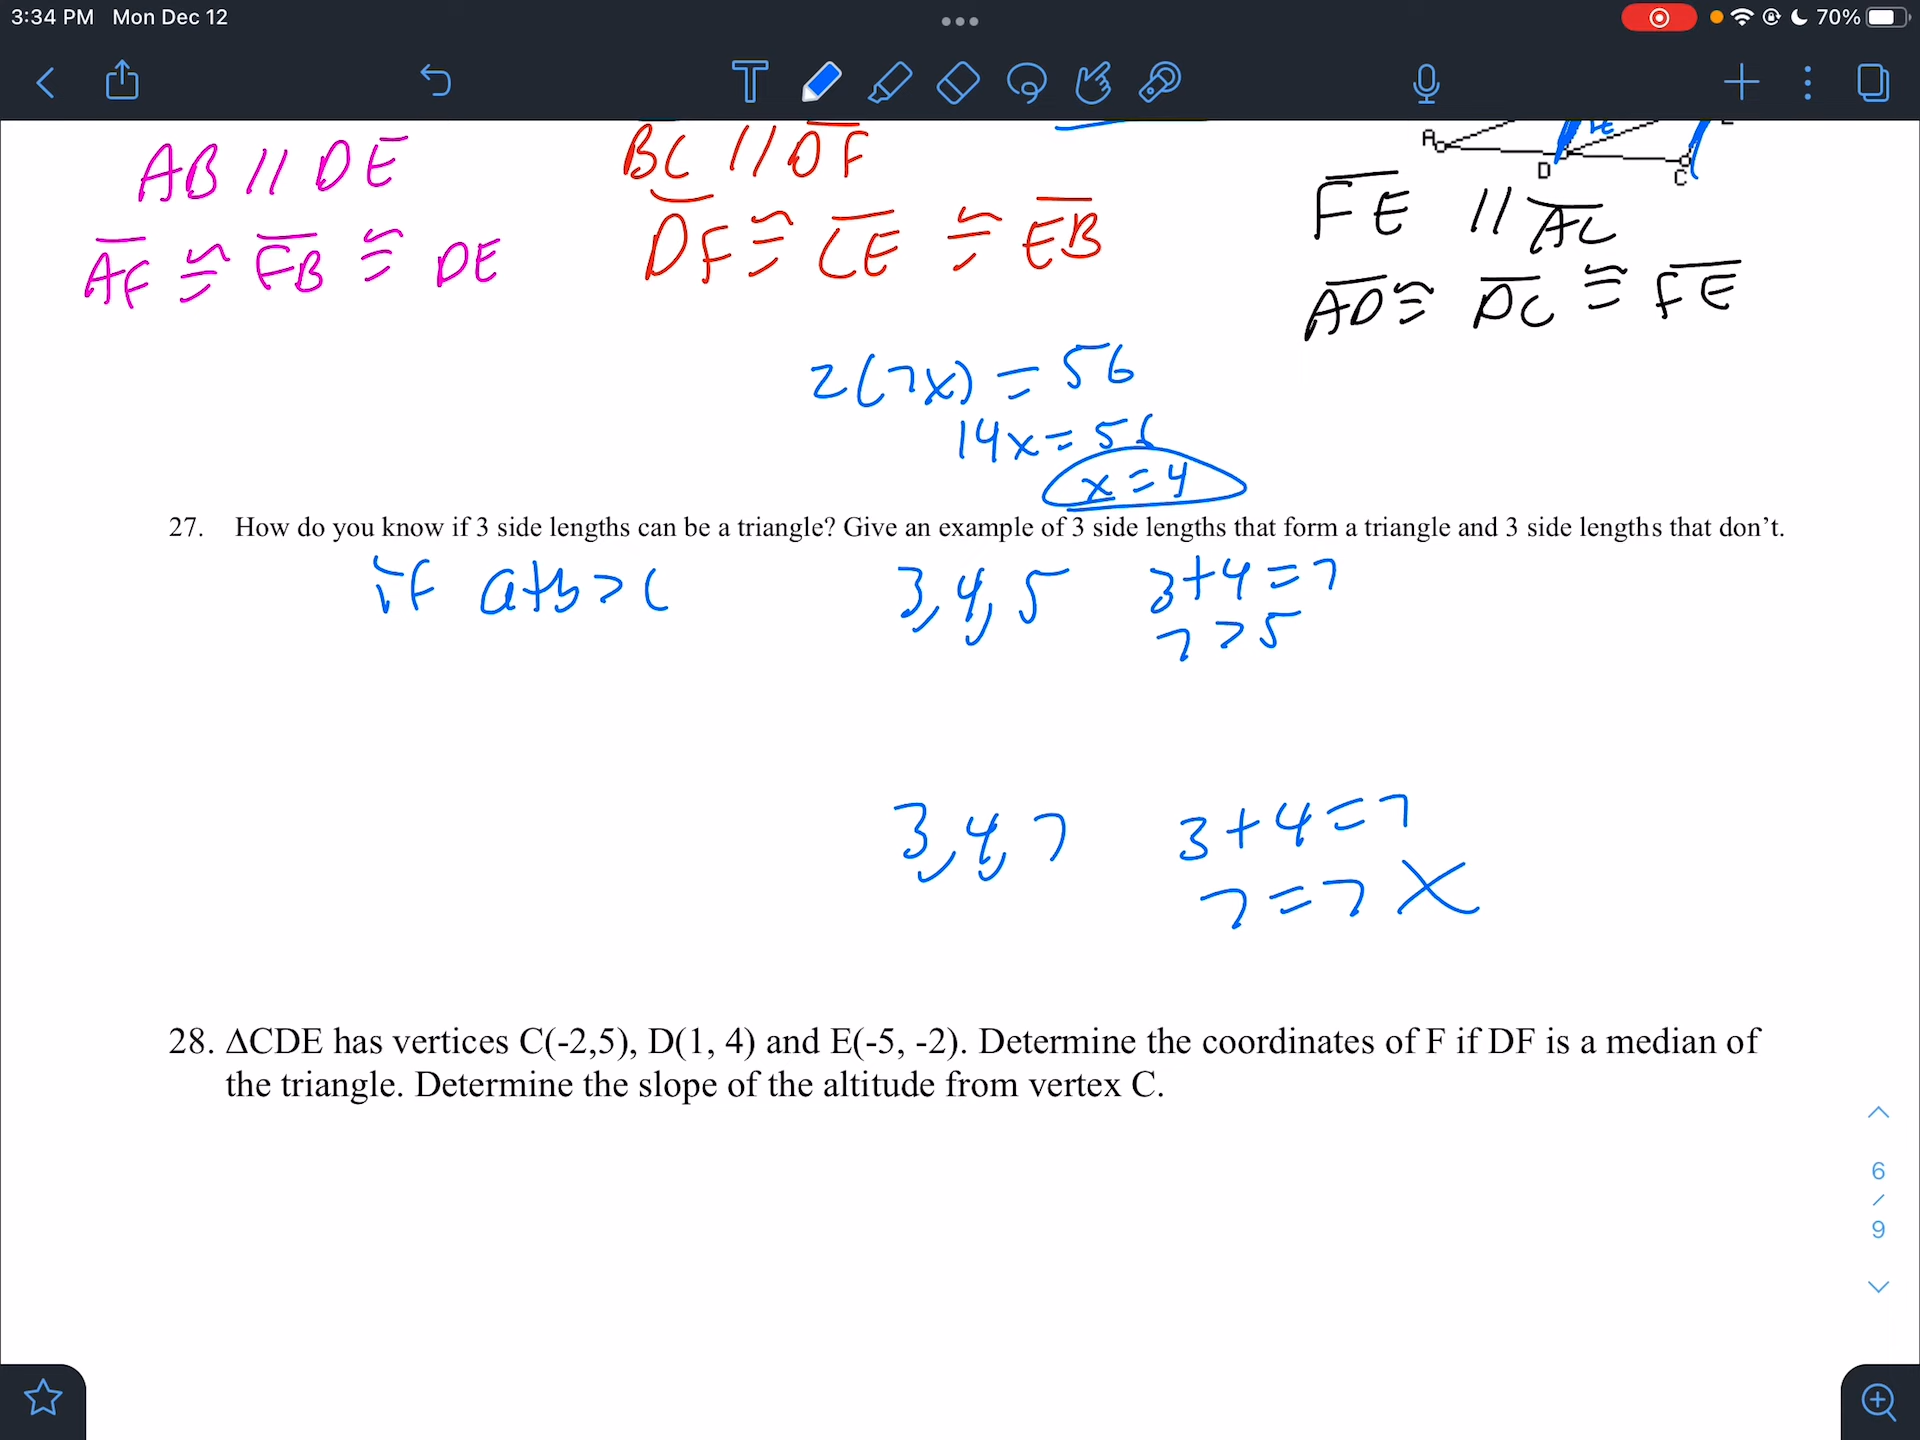 3:34 PM Mon Dec 12
70%
AB // DE
BC // DF
A
D
C
FE // AC
AF ≅ FB ≅ DE
DF ≅ CE ≅ EB
AD ≅ DC ≅ FE
2(7x) = 56
14x = 56
x = 4
27. How do you know if 3 side lengths can be a triangle? Give an example of 3 side lengths that form a triangle and 3 side lengths that don't.
if a+b > c
3, 4, 5
3+4=7
7 > 5
3, 4, 7
3+4=7
7=7 X
28. ΔCDE has vertices C(-2,5), D(1, 4) and E(-5, -2). Determine the coordinates of F if DF is a median of
the triangle. Determine the slope of the altitude from vertex C.
6
/
9